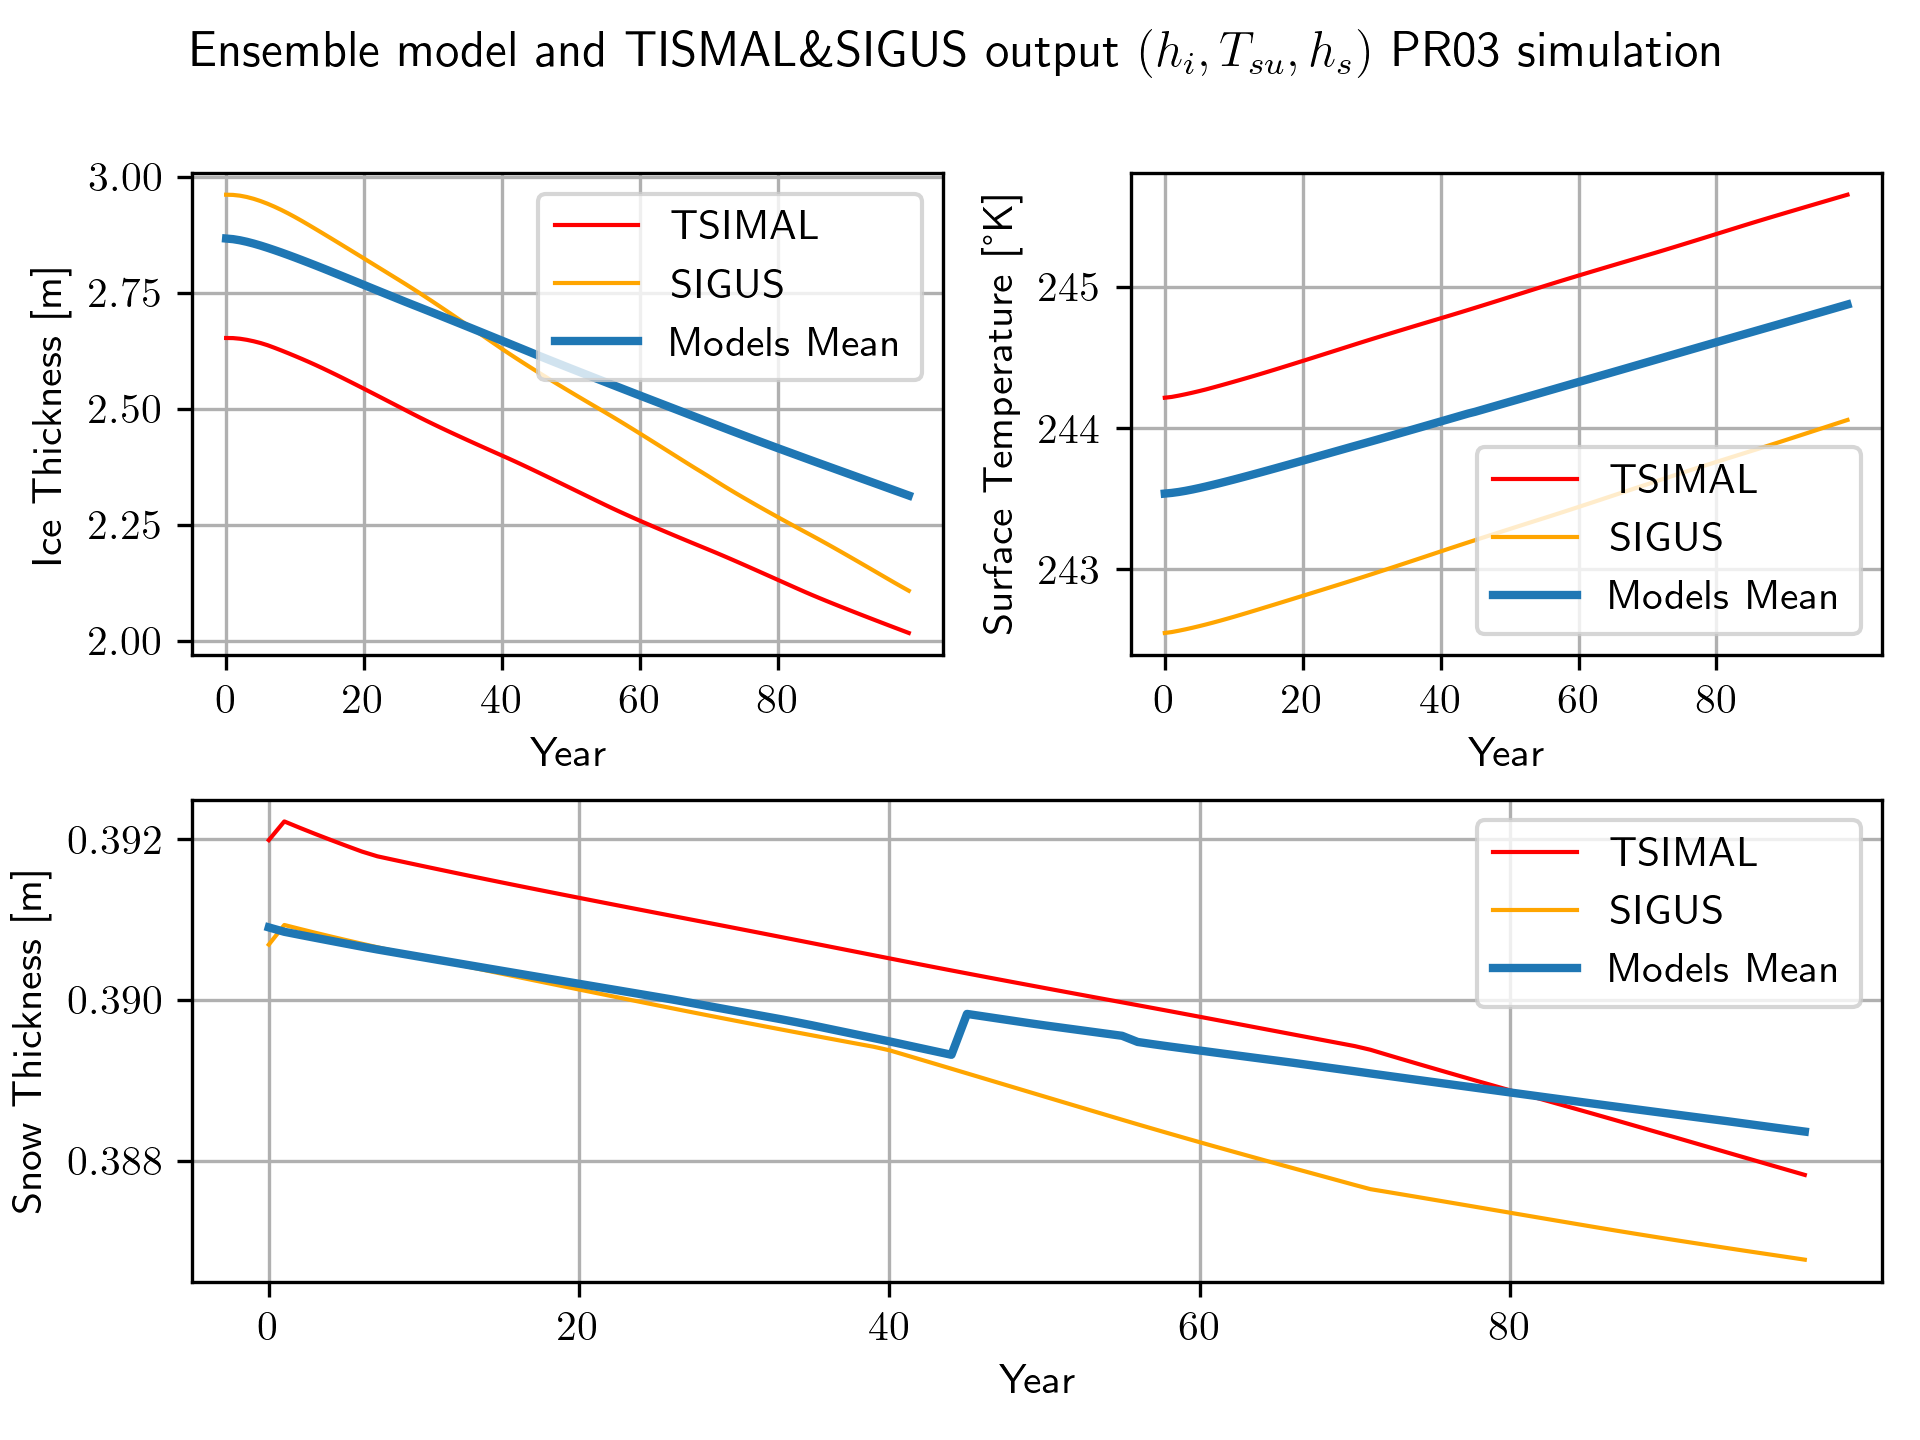 Ensemble model and TISMAL&SIGUS output (h_i, T_su, h_s) PR03 simulation
Ice Thickness [m]
3.00
2.75
2.50
2.25
2.00
TSIMAL
SIGUS
Models Mean
0 20 40 60 80
Year
Surface Temperature [°K]
245
244
243
TSIMAL
SIGUS
Models Mean
0 20 40 60 80
Year
Snow Thickness [m]
0.392
0.390
0.388
TSIMAL
SIGUS
Models Mean
0 20 40 60 80
Year